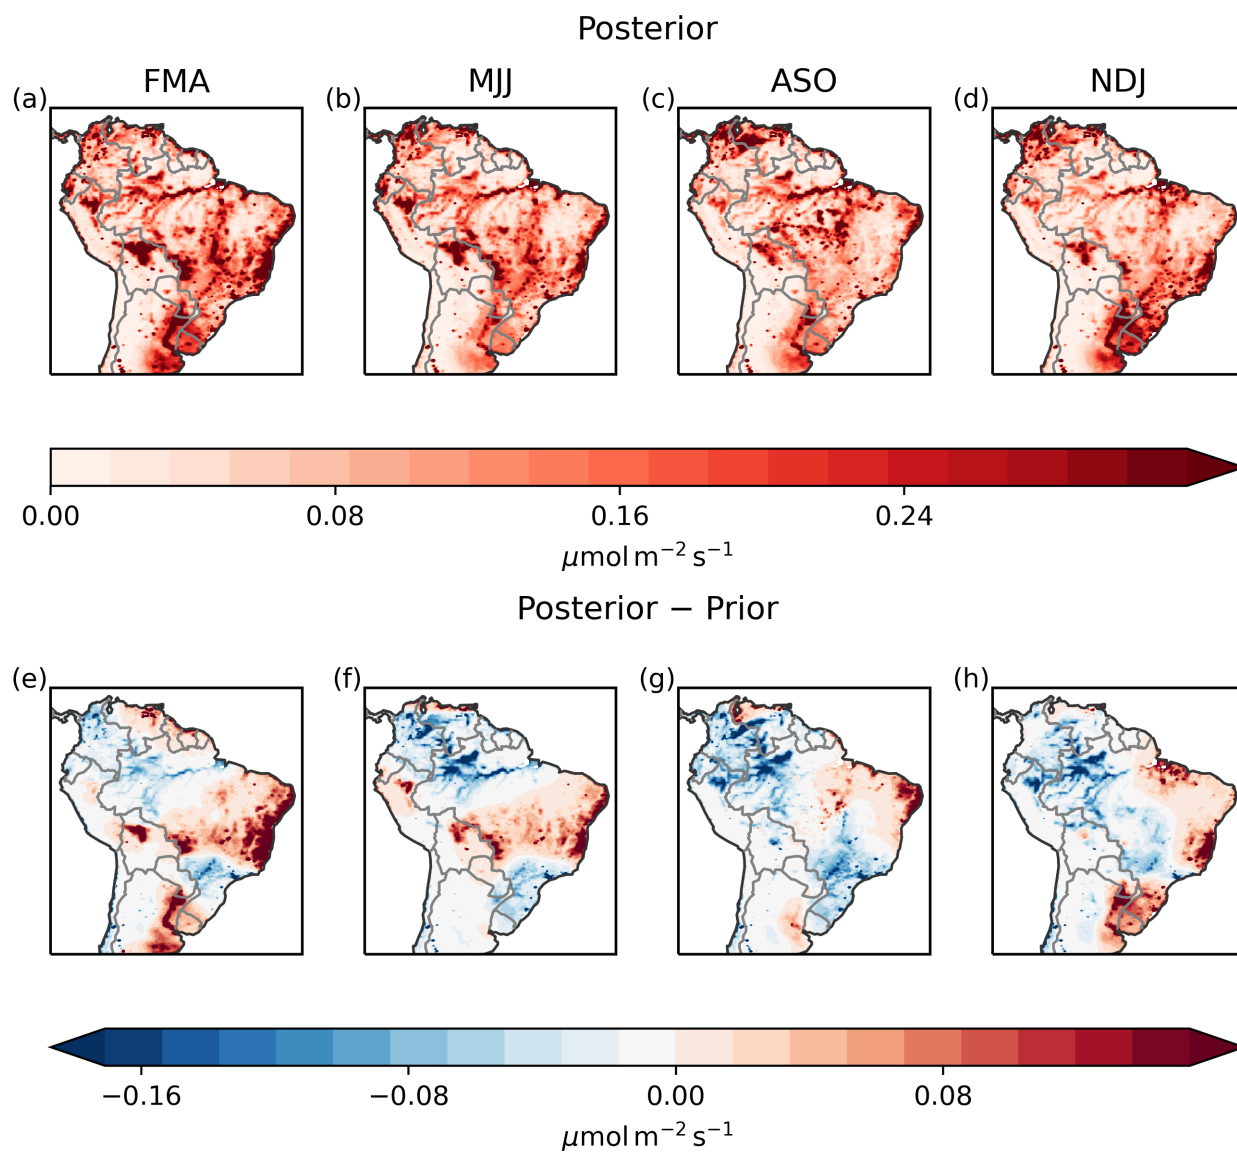 Posterior
FMA MJJ ASO NDJ
(a) (b) (c) (d)
0.00 0.08 0.16 0.24
μmol m⁻² s⁻¹
Posterior − Prior
(e) (f) (g) (h)
−0.16 −0.08 0.00 0.08
μmol m⁻² s⁻¹